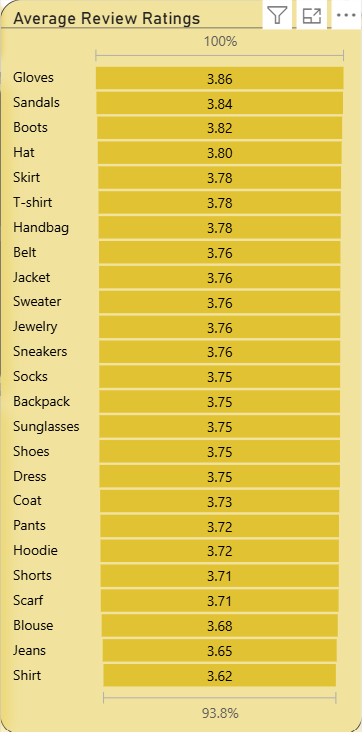 Average Review Ratings
100%
Gloves 3.86
Sandals 3.84
Boots 3.82
Hat 3.80
Skirt 3.78
T-shirt 3.78
Handbag 3.78
Belt 3.76
Jacket 3.76
Sweater 3.76
Jewelry 3.76
Sneakers 3.76
Socks 3.75
Backpack 3.75
Sunglasses 3.75
Shoes 3.75
Dress 3.75
Coat 3.73
Pants 3.72
Hoodie 3.72
Shorts 3.71
Scarf 3.71
Blouse 3.68
Jeans 3.65
Shirt 3.62
93.8%